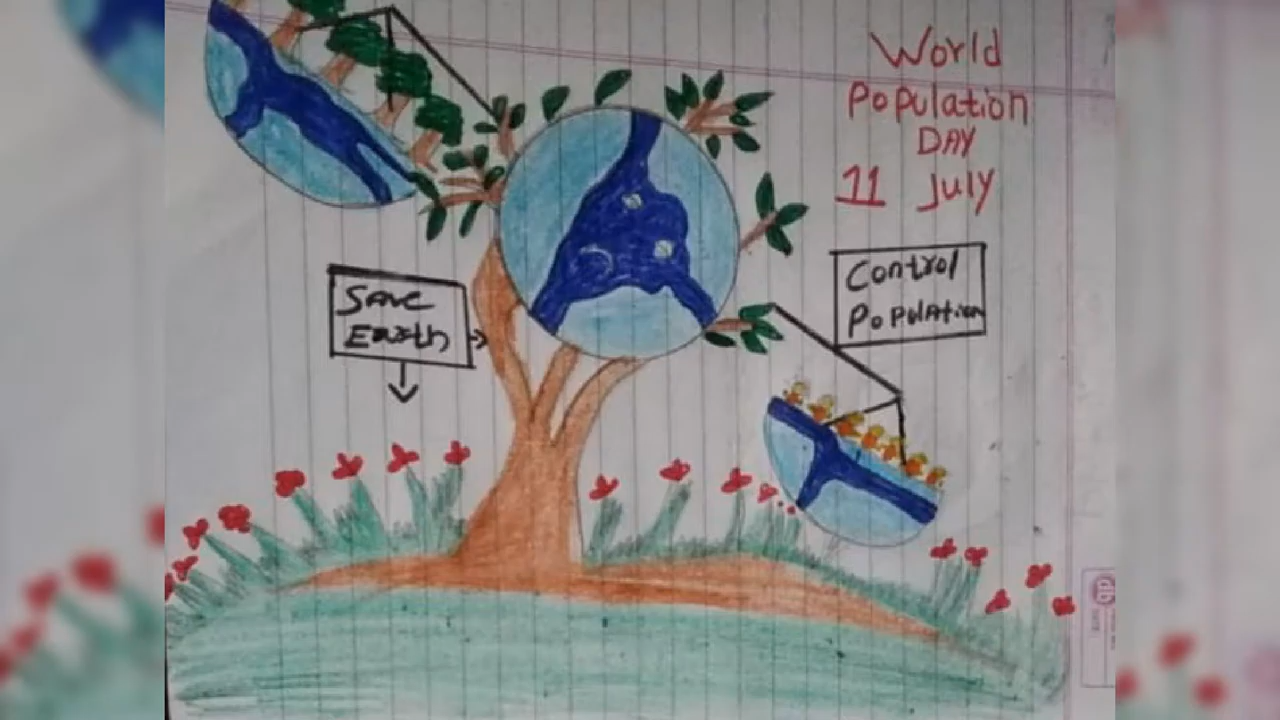 World
Population
DAY
11 July
Control
Population
Save
Earth